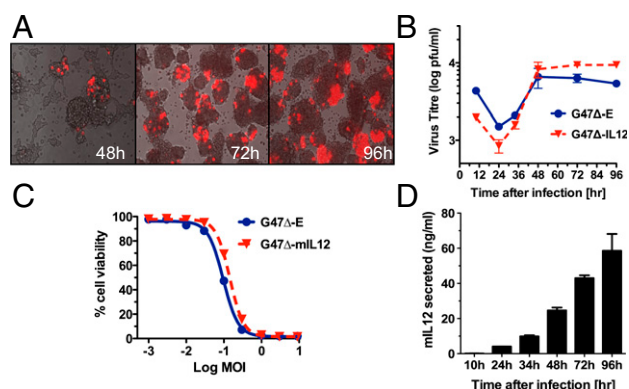 A
48h
72h
96h
B
Virus Titre (log pfu/ml)
4
3
G47Δ-E
G47Δ-IL12
0 12 24 36 48 60 72 84 96
Time after infection [hr]
C
% cell viability
100
80
60
40
20
0
G47Δ-E
G47Δ-mIL12
-3 -2 -1 0 1
Log MOI
D
mIL12 secreted (ng/ml)
80
60
40
20
0
10h 24h 34h 48h 72h 96h
Time after infection [hr]